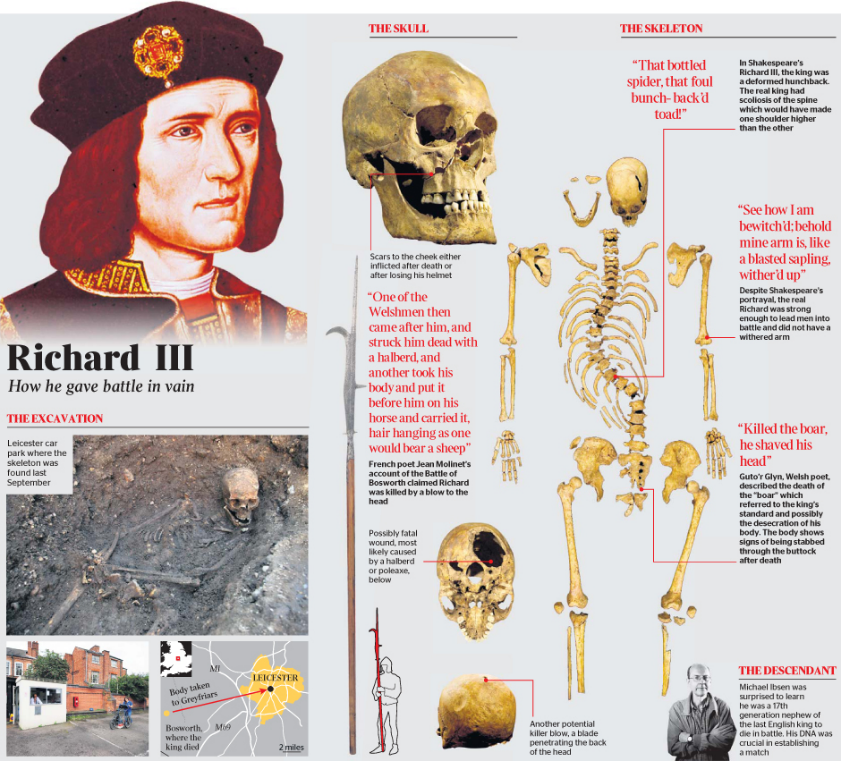 Richard III
How he gave battle in vain
THE EXCAVATION
Leicester car
park where the
skeleton was
found last
September
M1
LEICESTER
Body taken
to Greyfriars
M69
Bosworth,
where the
king died
2 miles
THE SKULL
Scars to the cheek either
inflicted after death or
after losing his helmet
“One of the
Welshmen then
came after him, and
struck him dead with
a halberd, and
another took his
body and put it
before him on his
horse and carried it,
hair hanging as one
would bear a sheep”
French poet Jean Molinet's
account of the Battle of
Bosworth claimed Richard
was killed by a blow to the
head
Possibly fatal
wound, most
likely caused
by a halberd
or poleaxe,
below
Another potential
killer blow, a blade
penetrating the back
of the head
THE SKELETON
“That bottled
spider, that foul
bunch-back'd
toad!”
In Shakespeare's
Richard III, the king was
a deformed hunchback.
The real king had
scoliosis of the spine
which would have made
one shoulder higher
than the other
“See how I am
bewitch'd; behold
mine arm is, like
a blasted sapling,
wither'd up”
Despite Shakespeare's
portrayal, the real
Richard was strong
enough to lead men into
battle and did not have a
withered arm
“Killed the boar,
he shaved his
head”
Guto'r Glyn, Welsh poet,
described the death of
the "boar" which
referred to the king's
standard and possibly
the desecration of his
body. The body shows
signs of being stabbed
through the buttock
after death
THE DESCENDANT
Michael Ibsen was
surprised to learn
he was a 17th
generation nephew of
the last English king to
die in battle. His DNA was
crucial in establishing
a match